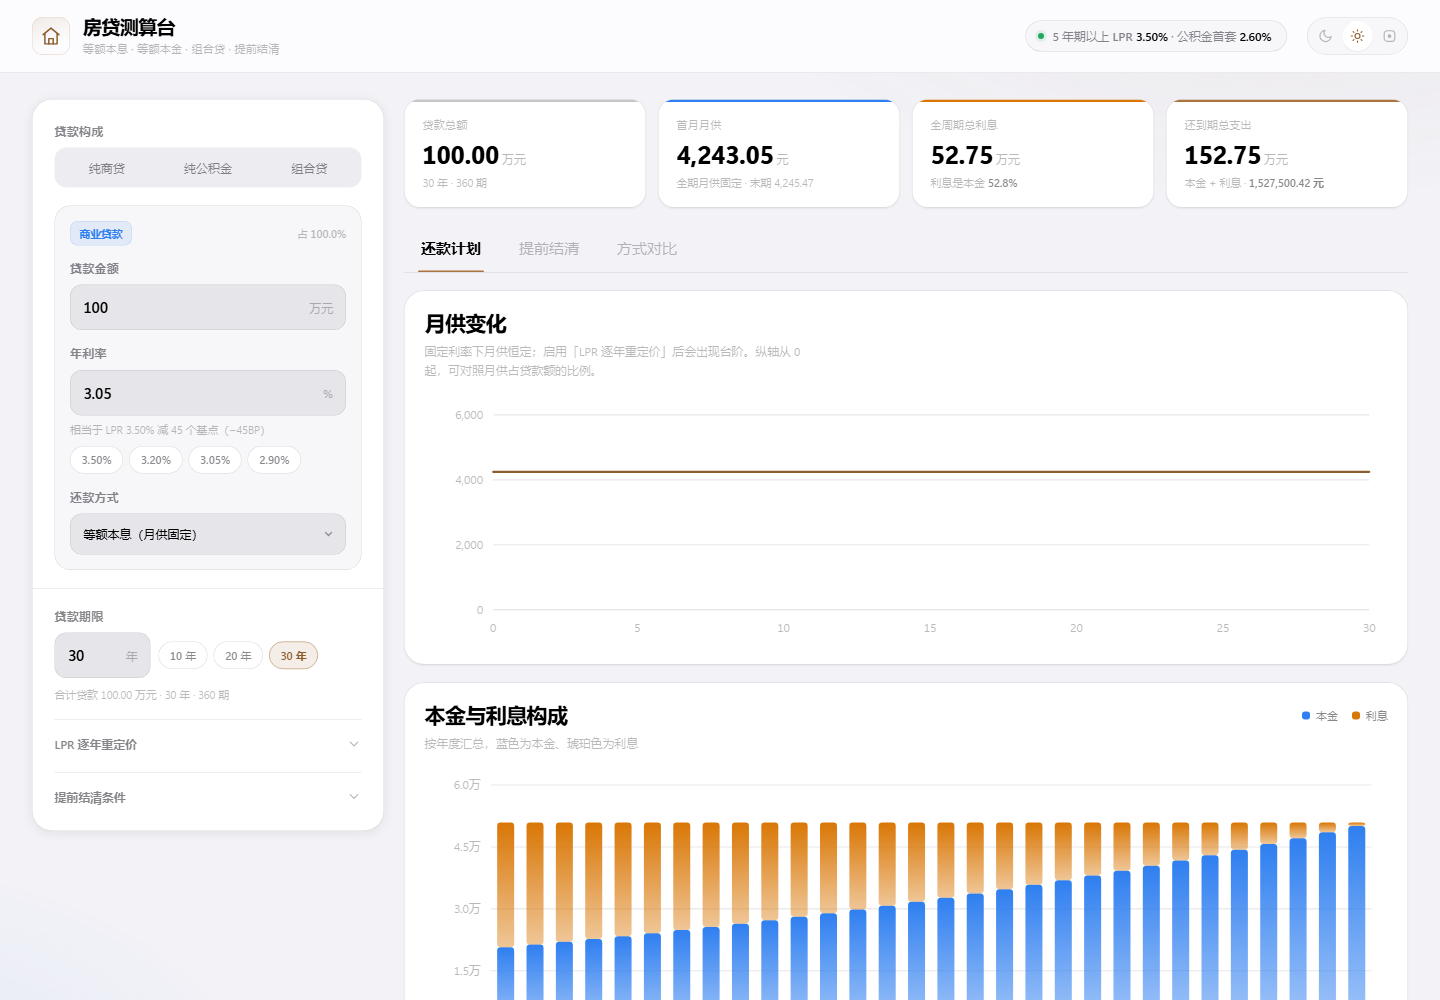 房贷测算台
等额本息 · 等额本金 · 组合贷 · 提前结清
5 年期以上 LPR 3.50% · 公积金首套 2.60%
贷款构成
纯商贷 纯公积金 组合贷
商业贷款 占 100.0%
贷款金额
100 万元
年利率
3.05 %
相当于 LPR 3.50% 减 45 个基点（−45BP）
3.50% 3.20% 3.05% 2.90%
还款方式
等额本息（月供固定）
贷款期限
30 年 10 年 20 年 30 年
合计贷款 100.00 万元 · 30 年 · 360 期
LPR 逐年重定价
提前结清条件
贷款总额
100.00 万元
30 年 · 360 期
首月月供
4,243.05 元
全期月供固定 · 末期 4,245.47
全周期总利息
52.75 万元
利息是本金 52.8%
还到期总支出
152.75 万元
本金 + 利息 · 1,527,500.42 元
还款计划 提前结清 方式对比
月供变化
固定利率下月供恒定；启用「LPR 逐年重定价」后会出现台阶。纵轴从 0
起，可对照月供占贷款额的比例。
6,000
4,000
2,000
0
0 5 10 15 20 25 30
本金与利息构成
本金 利息
按年度汇总，蓝色为本金、琥珀色为利息
6.0万
4.5万
3.0万
1.5万